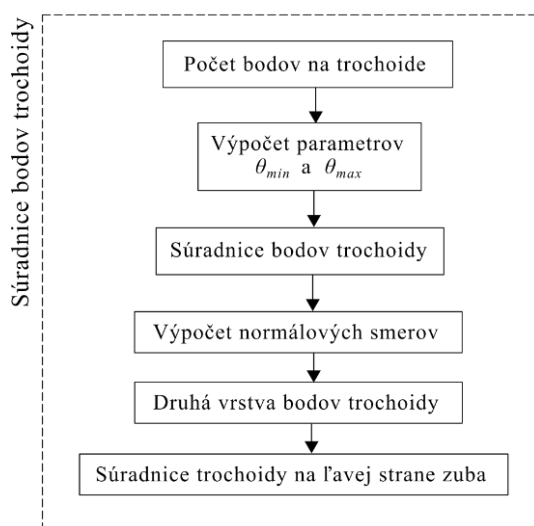 Súradnice bodov trochoidy
Počet bodov na trochoide
Výpočet parametrov
θmin a θmax
Súradnice bodov trochoidy
Výpočet normálových smerov
Druhá vrstva bodov trochoidy
Súradnice trochoidy na ľavej strane zuba